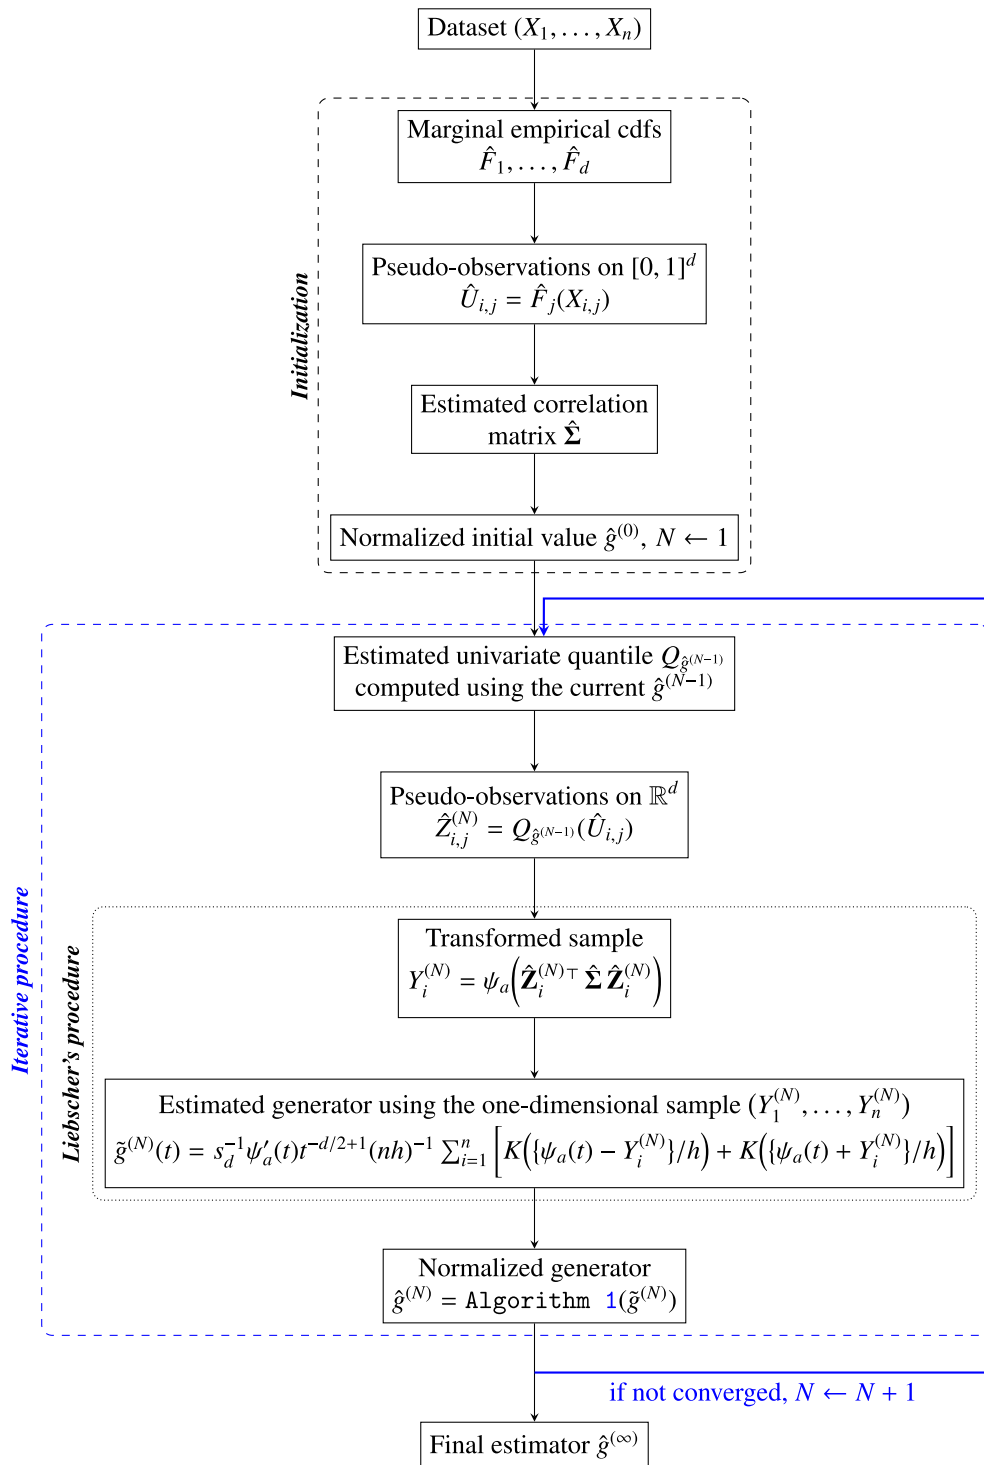 Dataset (X₁, . . . , Xₙ)
Initialization
Marginal empirical cdfs
F̂₁, . . . , F̂_d
Pseudo-observations on [0, 1]^d
Û_{i,j} = F̂_j(X_{i,j})
Estimated correlation
matrix Σ̂
Normalized initial value ĝ^{(0)}, N ← 1
Iterative procedure
Estimated univariate quantile Q_{ĝ^{(N−1)}}
computed using the current ĝ^{(N−1)}
Pseudo-observations on ℝ^d
Ẑ_{i,j}^{(N)} = Q_{ĝ^{(N−1)}}(Û_{i,j})
Liebscher's procedure
Transformed sample
Y_i^{(N)} = ψ_a(Ẑ_i^{(N)⊤} Σ̂ Ẑ_i^{(N)})
Estimated generator using the one-dimensional sample (Y_1^{(N)}, . . . , Y_n^{(N)})
g̃^{(N)}(t) = s_d^{−1}ψ′_a(t)t^{−d/2+1}(nh)^{−1} ∑_{i=1}^n [K({ψ_a(t) − Y_i^{(N)}}/h) + K({ψ_a(t) + Y_i^{(N)}}/h)]
Normalized generator
ĝ^{(N)} = Algorithm 1(g̃^{(N)})
if not converged, N ← N + 1
Final estimator ĝ^{(∞)}